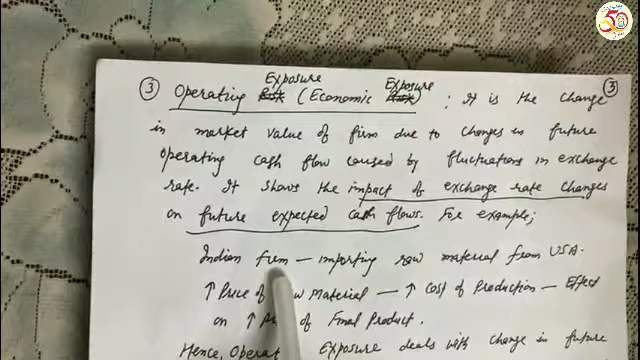 ③ Operating Exposure (Economic Exposure) : It is the change ③
in market value of firm due to changes in future
operating cash flow caused by fluctuations in exchange
rate. It shows the impact of exchange rate changes
on future expected cash flows. For example;
Indian firm — importing raw material from USA.
↑ Price of Material — ↑ Cost of Production — Effect
on ↑ of Final Product.
Hence, Exposure deals with change in future